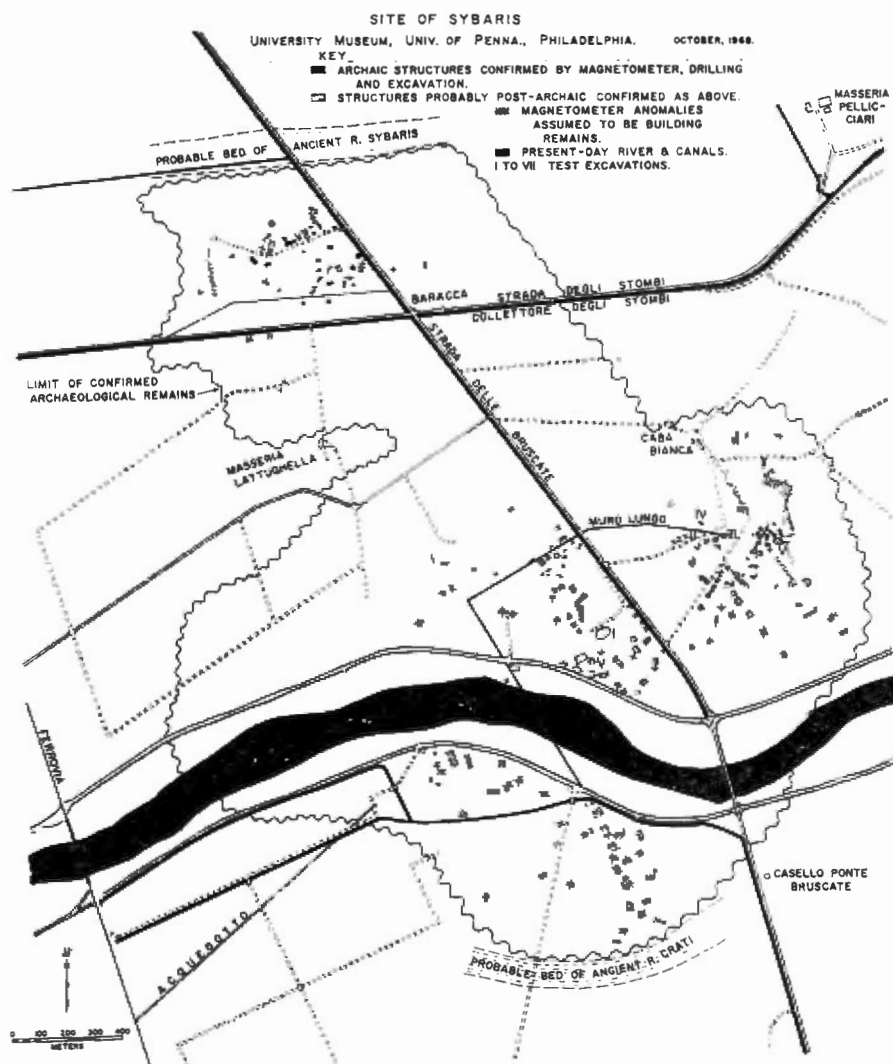 SITE OF SYBARIS
UNIVERSITY MUSEUM, UNIV. OF PENNA., PHILADELPHIA. OCTOBER, 1968.
KEY
ARCHAIC STRUCTURES CONFIRMED BY MAGNETOMETER, DRILLING
AND EXCAVATION.
STRUCTURES PROBABLY POST-ARCHAIC CONFIRMED AS ABOVE.
MAGNETOMETER ANOMALIES
ASSUMED TO BE BUILDING
REMAINS.
PRESENT-DAY RIVER & CANALS.
I TO VII TEST EXCAVATIONS.
MASSERIA
PELLIC-
CIARI
PROBABLE BED OF ANCIENT R. SYBARIS
BARACCA
STRADA DEGLI STOMBI
COLLETTORE DEGLI STOMBI
STRADA DELLE BRUSCATE
LIMIT OF CONFIRMED
ARCHAEOLOGICAL REMAINS
MASSERIA
LATTUGHELLA
CASA
BIANCA
MURO LUNGO
IV
FERROVIA
ACQUEDOTTO
CASELLO PONTE
BRUSCATE
PROBABLE BED OF ANCIENT R. CRATI
N
0 100 200 300 400
METERS